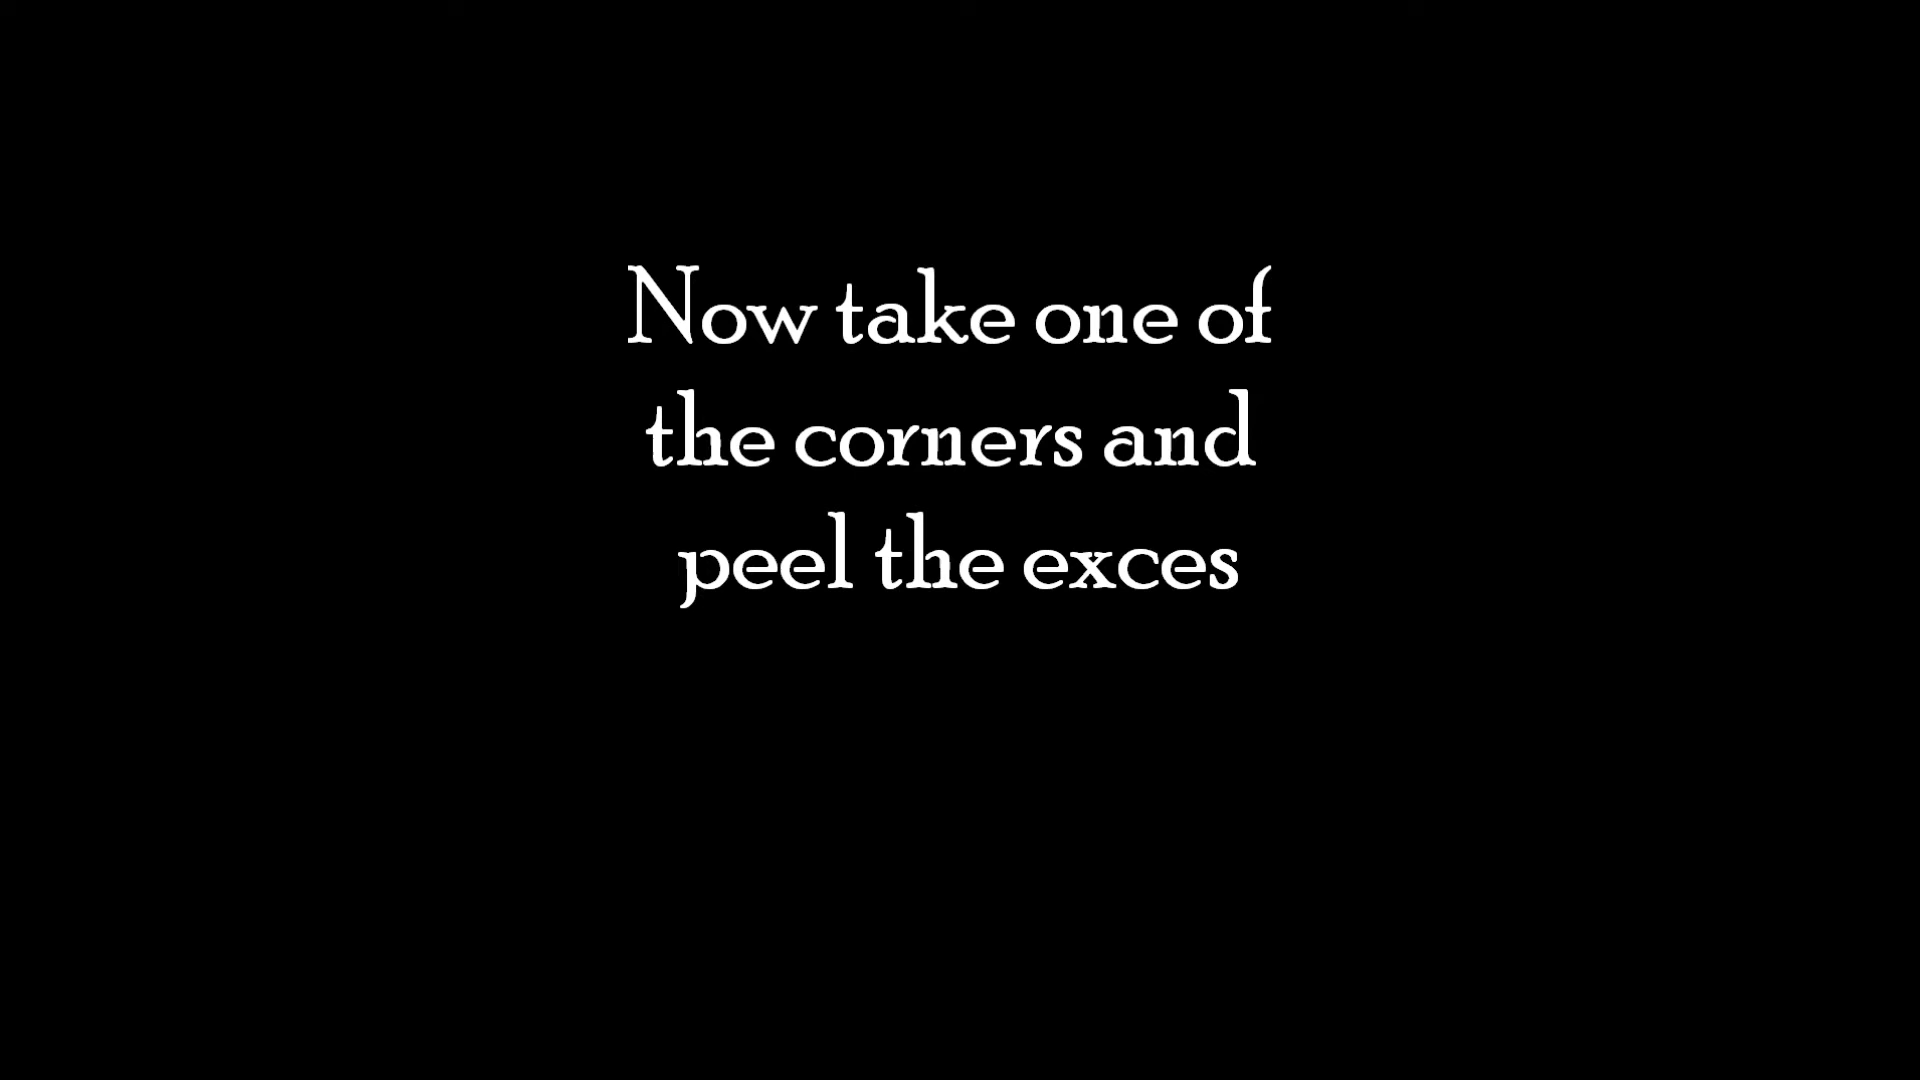 Now take one of
the corners and
peel the exces